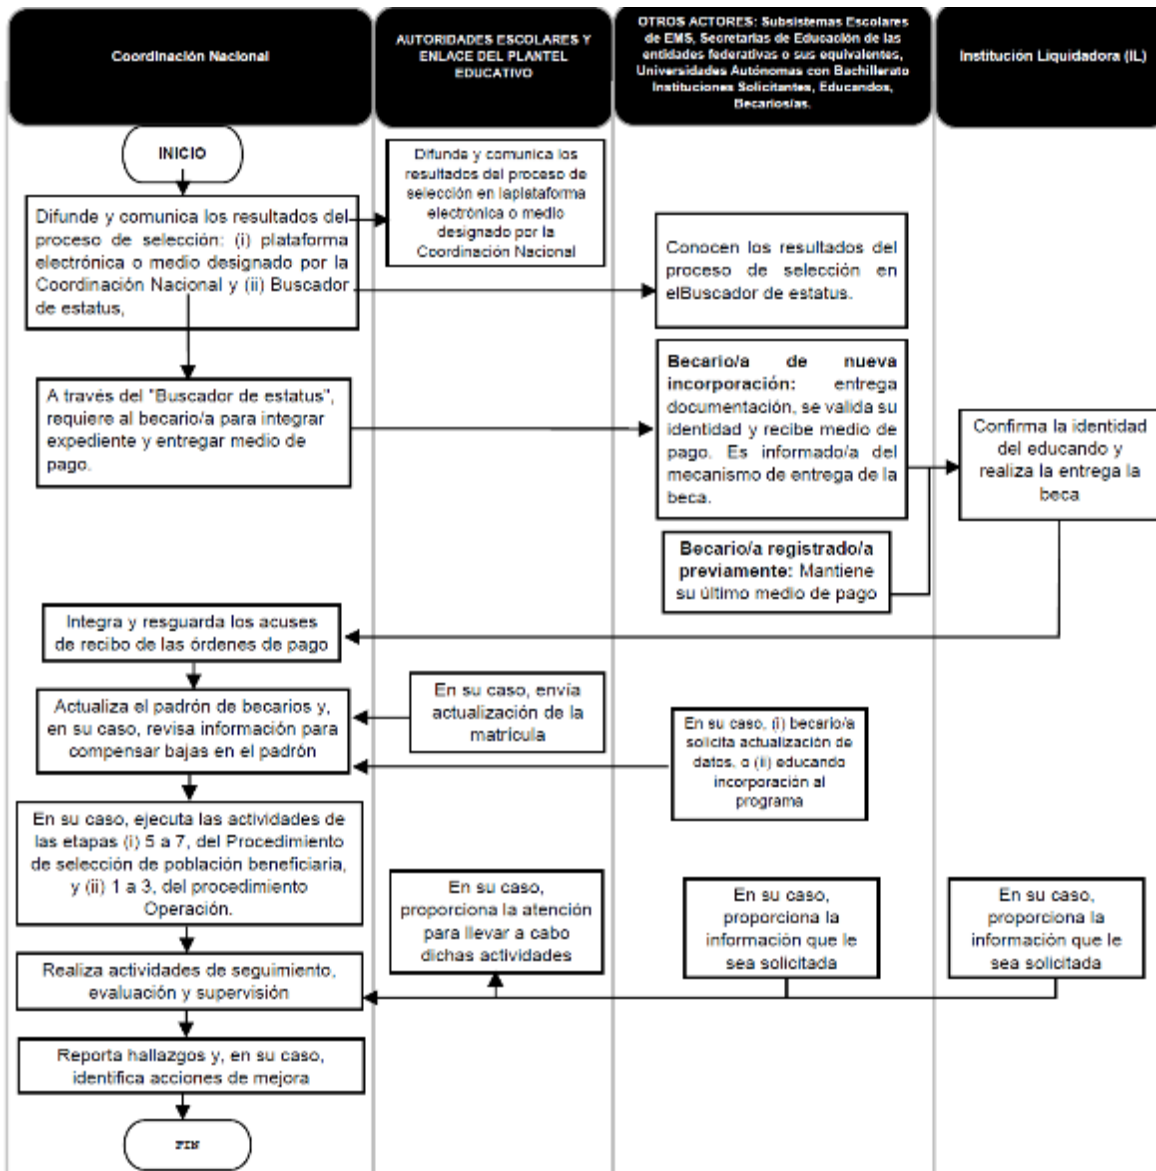 Coordinación Nacional
AUTORIDADES ESCOLARES Y
ENLACE DEL PLANTEL
EDUCATIVO
OTROS ACTORES: Subsistemas Escolares
de EMS, Secretarias de Educación de las
entidades federativas o sus equivalentes,
Universidades Autónomas con Bachillerato
Instituciones Solicitantes, Educandos,
Becarios/as.
Institución Liquidadora (IL)
INICIO
Difunde y comunica los
resultados del proceso de
selección en laplataforma
electrónica o medio
designado por la
Coordinación Nacional
Difunde y comunica los resultados del
proceso de selección: (i) plataforma
electrónica o medio designado por la
Coordinación Nacional y (ii) Buscador
de estatus,
Conocen los resultados del
proceso de selección en
elBuscador de estatus.
A través del "Buscador de estatus",
requiere al becario/a para integrar
expediente y entregar medio de
pago.
Becario/a de nueva
incorporación: entrega
documentación, se valida su
identidad y recibe medio de
pago. Es informado/a del
mecanismo de entrega de la
beca.
Confirma la identidad
del educando y
realiza la entrega la
beca
Becario/a registrado/a
previamente: Mantiene
su último medio de pago
Integra y resguarda los acuses
de recibo de las órdenes de pago
Actualiza el padrón de becarios y,
en su caso, revisa información para
compensar bajas en el padrón
En su caso, envía
actualización de la
matrícula
En su caso, (i) becario/a
solicita actualización de
datos, o (ii) educando
incorporación al
programa
En su caso, ejecuta las actividades de
las etapas (i) 5 a 7, del Procedimiento
de selección de población beneficiaria,
y (ii) 1 a 3, del procedimiento
Operación.
En su caso,
proporciona la atención
para llevar a cabo
dichas actividades
En su caso,
proporciona la
información que le
sea solicitada
En su caso,
proporciona la
información que le
sea solicitada
Realiza actividades de seguimiento,
evaluación y supervisión
Reporta hallazgos y, en su caso,
identifica acciones de mejora
FIN